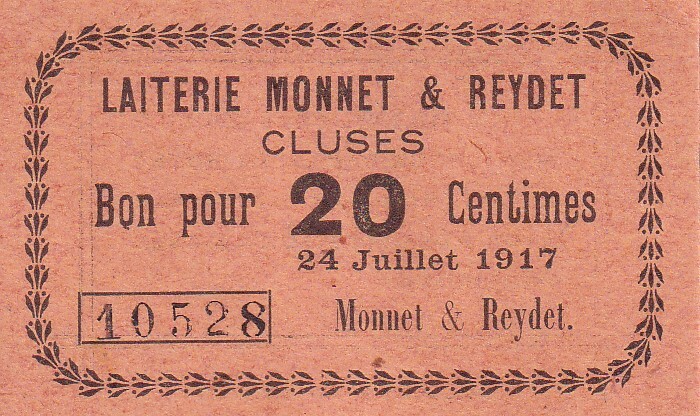 LAITERIE MONNET & REYDET
CLUSES
Bon pour 20 Centimes
24 Juillet 1917
10528 Monnet & Reydet.